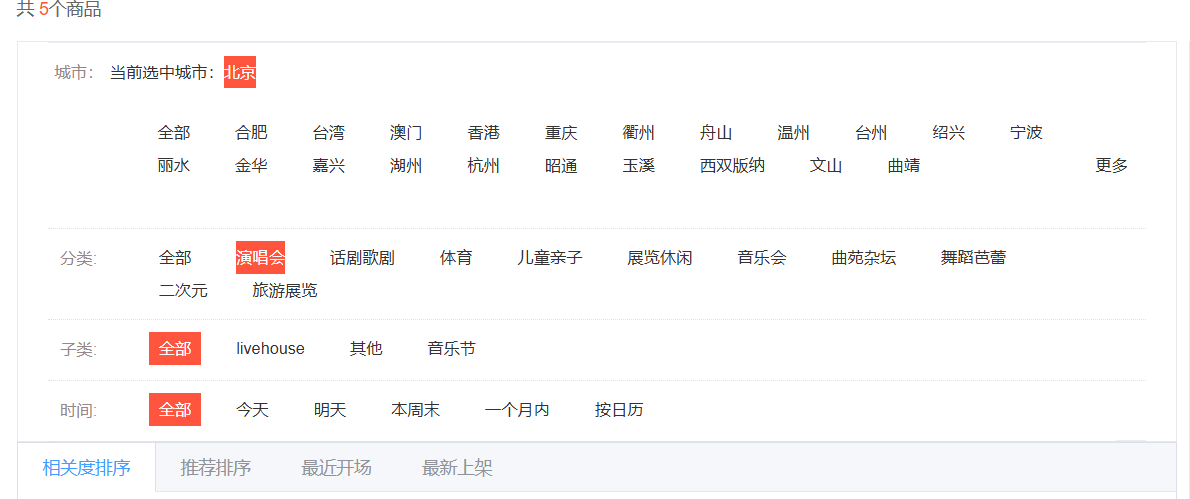 共 5个商品
城市： 当前选中城市：北京
全部 合肥 台湾 澳门 香港 重庆 衢州 舟山 温州 台州 绍兴 宁波
丽水 金华 嘉兴 湖州 杭州 昭通 玉溪 西双版纳 文山 曲靖 更多
分类: 全部 演唱会 话剧歌剧 体育 儿童亲子 展览休闲 音乐会 曲苑杂坛 舞蹈芭蕾
二次元 旅游展览
子类: 全部 livehouse 其他 音乐节
时间: 全部 今天 明天 本周末 一个月内 按日历
相关度排序 推荐排序 最近开场 最新上架